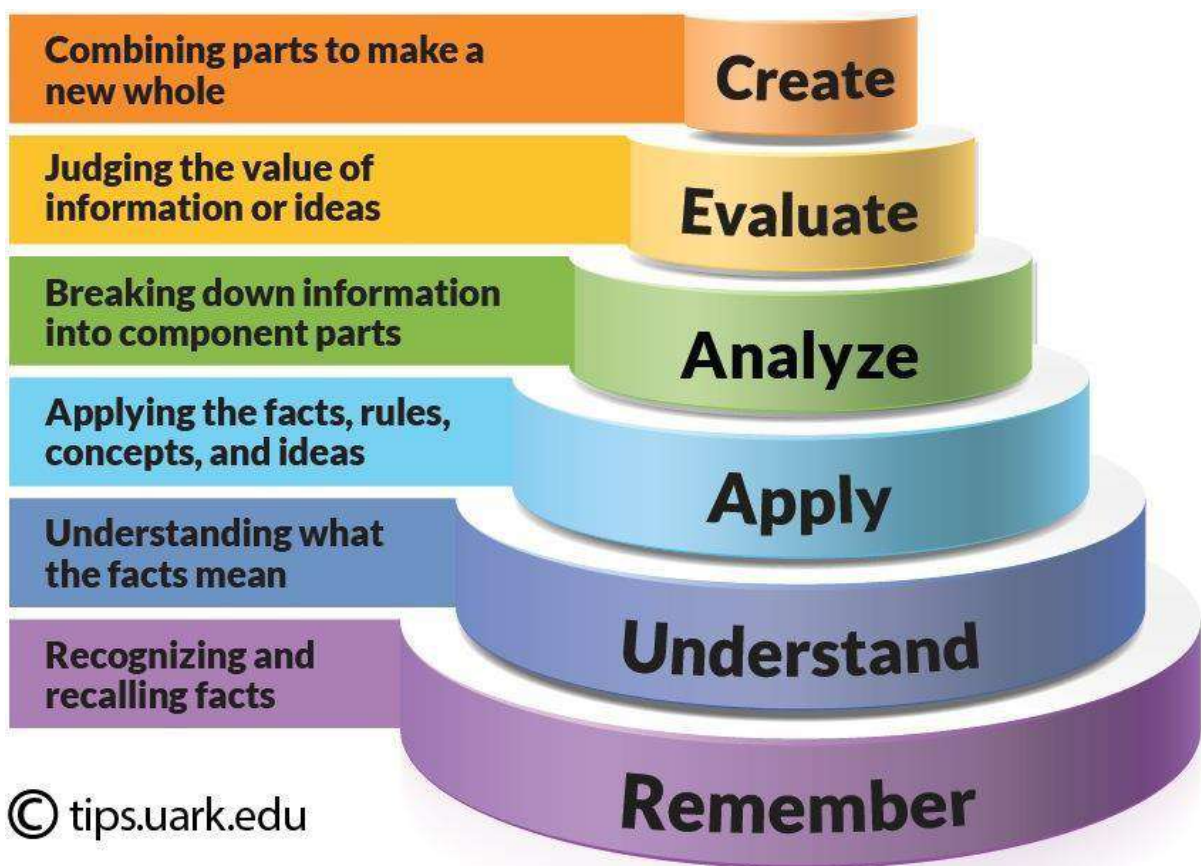 Combining parts to make a
new whole
Create
Judging the value of
information or ideas
Evaluate
Breaking down information
into component parts
Analyze
Applying the facts, rules,
concepts, and ideas
Apply
Understanding what
the facts mean
Understand
Recognizing and
recalling facts
Remember
© tips.uark.edu